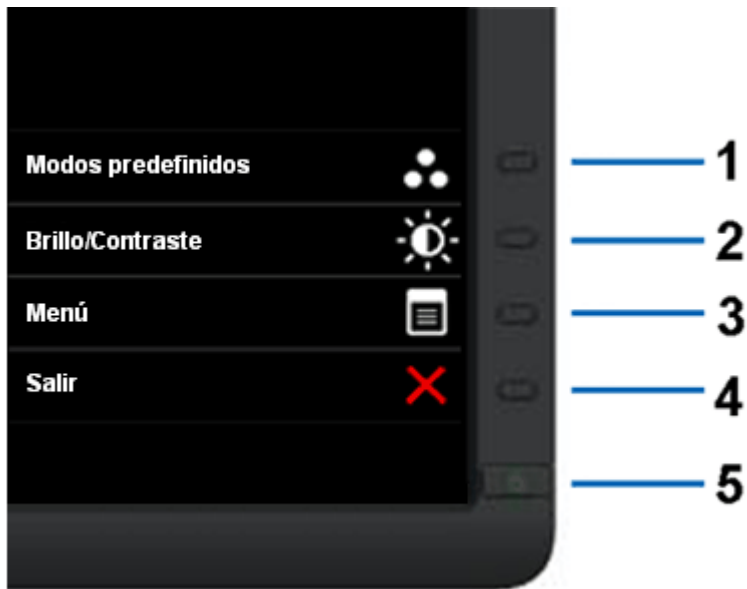 Modos predefinidos 1
Brillo/Contraste 2
Menú 3
Salir 4
5